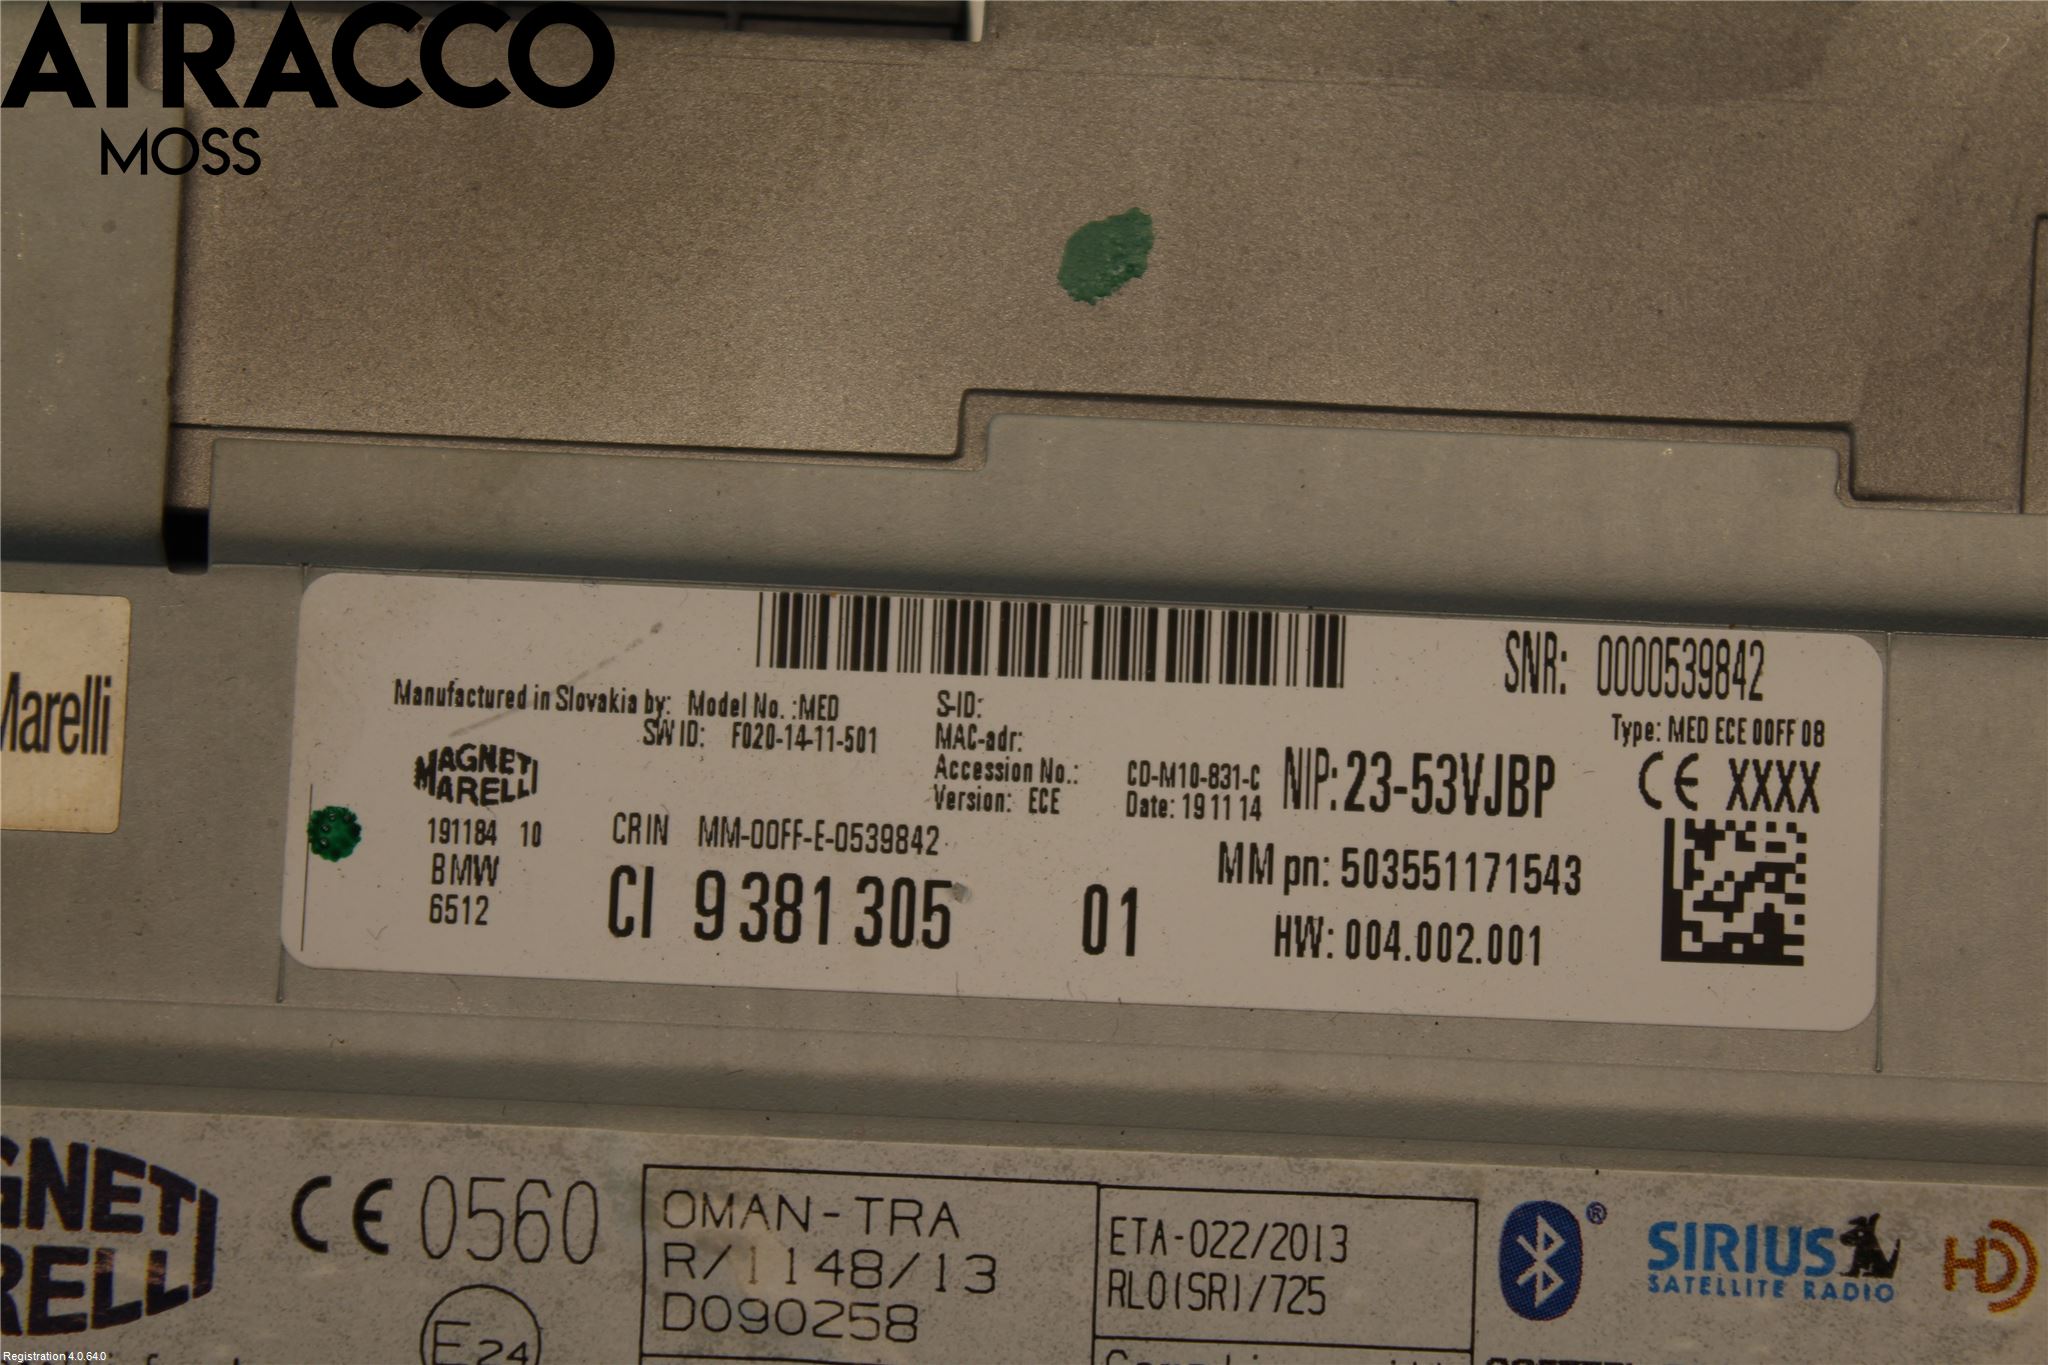 ATRACCO
MOSS
Marelli
SNR: 0000539842
Manufactured in Slovakia by: Model No. :MED
S-ID:
SW ID: F020-14-11-501
MAC-adr:
Type: MED ECE 00FF 08
MAGNETI
MARELLI
Accession No.: CD-M10-831-C
Version: ECE Date: 19 11 14
NIP:23-53VJBP
CE XXXX
191184 10
CRIN MM-00FF-E-0539842
BMW
6512
MM pn: 503551171543
CI 9 381 305 01
HW: 004.002.001
CE 0560
OMAN-TRA
R/1148/13
D090258
E24
ETA-022/2013
RLO(SR)/725
®
SIRIUS
SATELLITE RADIO
HD
Registration 4.0.64.0